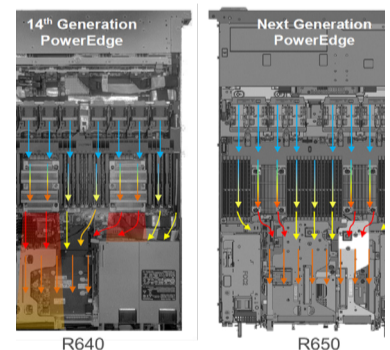 14th Generation
PowerEdge
Next Generation
PowerEdge
R640
R650